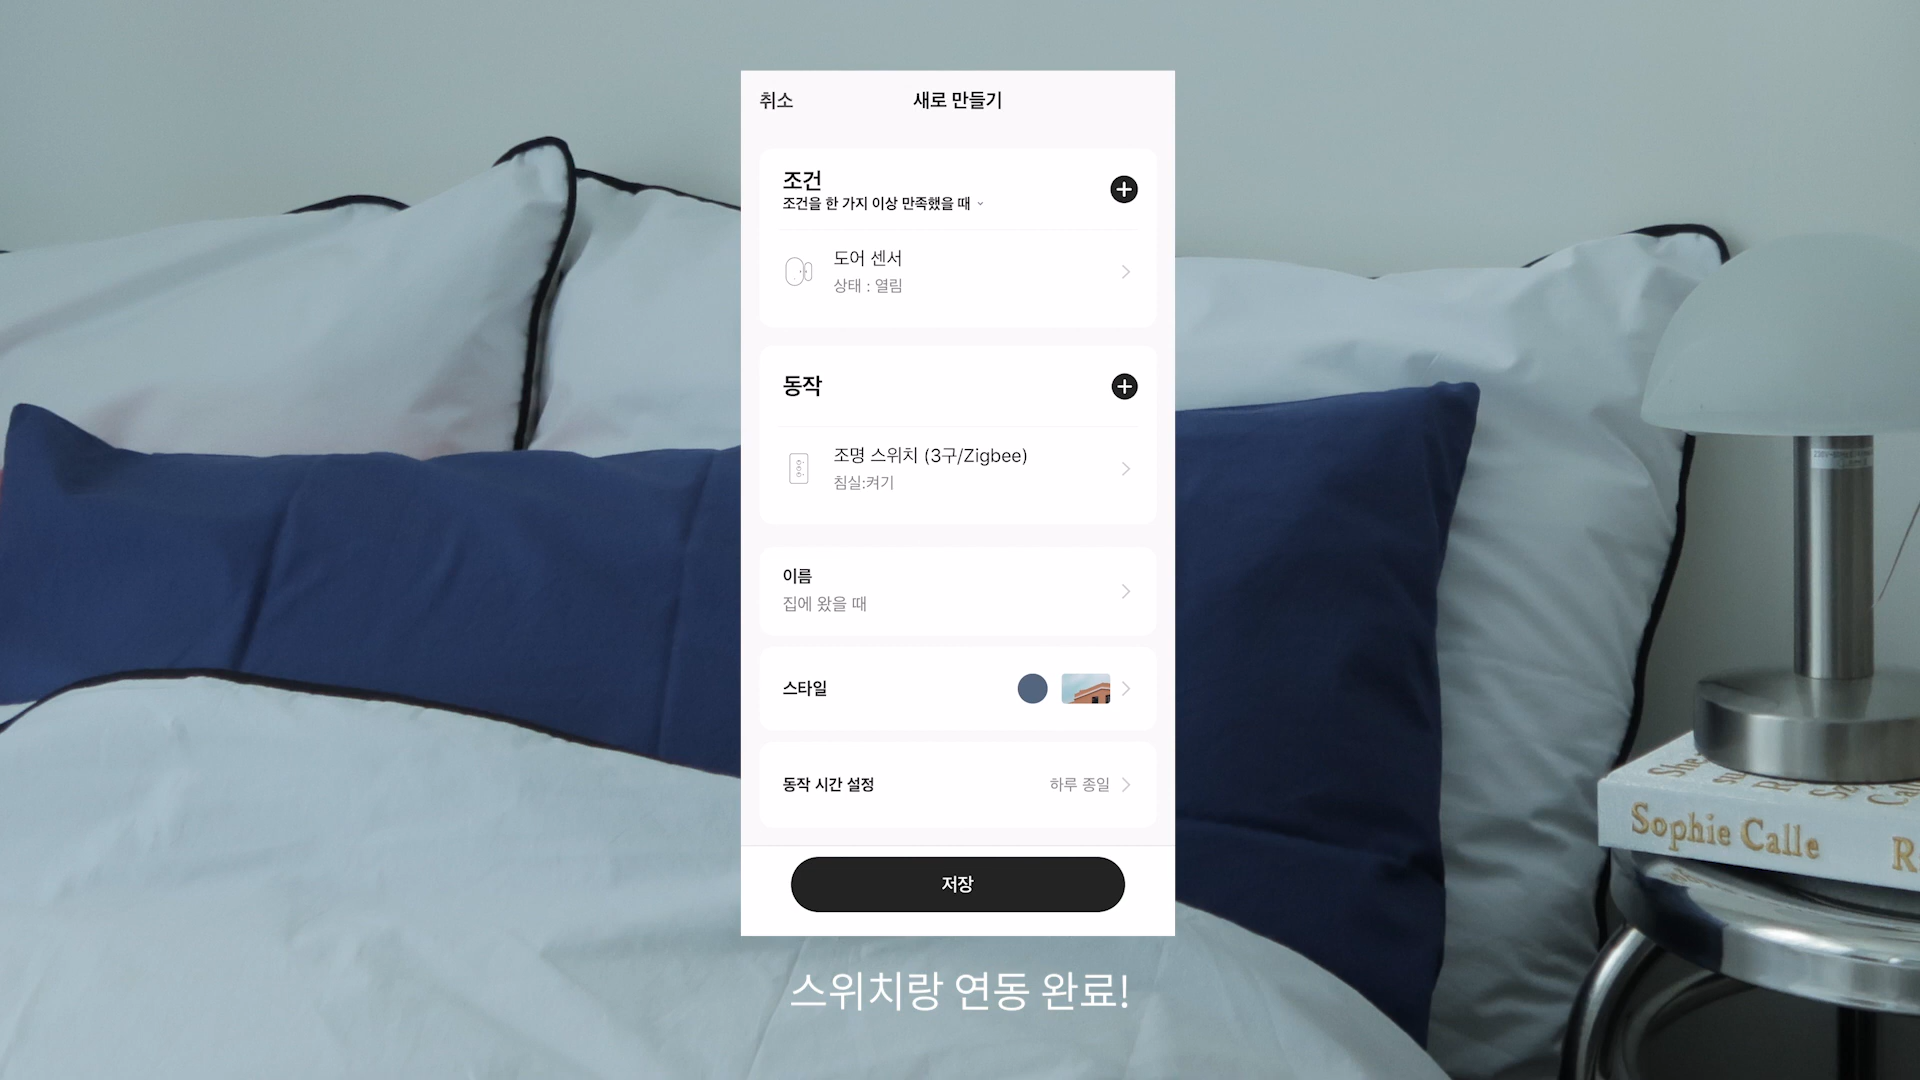 취소
새로 만들기
조건
조건을 한 가지 이상 만족했을 때
도어 센서
상태 : 열림
동작
조명 스위치 (3구/Zigbee)
침실:켜기
이름
집에 왔을 때
스타일
동작 시간 설정
하루 종일
저장
Sophie Calle
스위치랑 연동 완료!